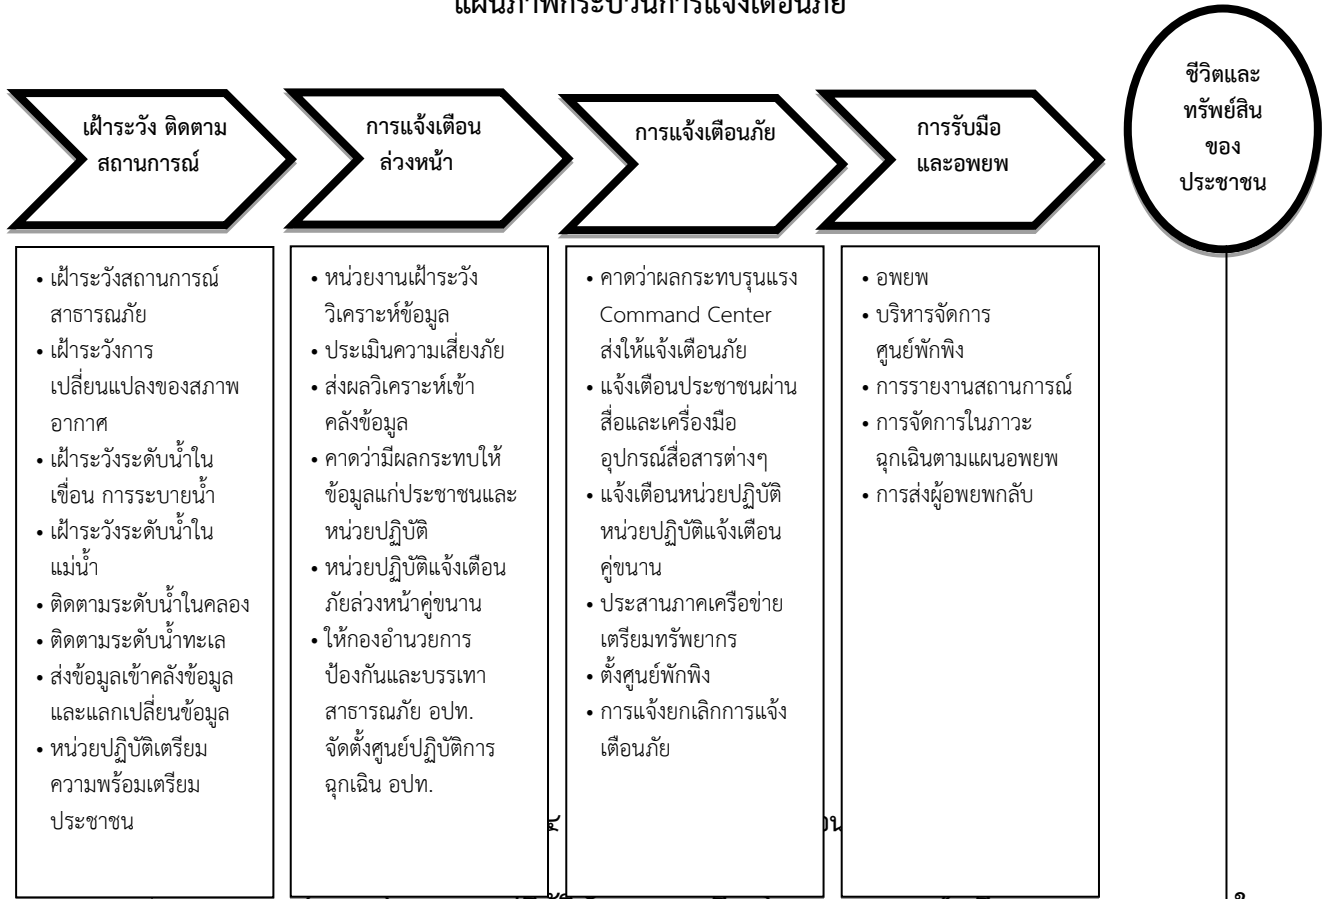 แผนภาพกระบวนการแจ้งเตือนภัย
เฝ้าระวัง ติดตาม
สถานการณ์
การแจ้งเตือน
ล่วงหน้า
การแจ้งเตือนภัย
การรับมือ
และอพยพ
ชีวิตและ
ทรัพย์สิน
ของ
ประชาชน
• เฝ้าระวังสถานการณ์
สาธารณภัย
• เฝ้าระวังการ
เปลี่ยนแปลงของสภาพ
อากาศ
• เฝ้าระวังระดับน้ำใน
เขื่อน การระบายน้ำ
• เฝ้าระวังระดับน้ำใน
แม่น้ำ
• ติดตามระดับน้ำในคลอง
• ติดตามระดับน้ำทะเล
• ส่งข้อมูลเข้าคลังข้อมูล
และแลกเปลี่ยนข้อมูล
• หน่วยปฏิบัติเตรียม
ความพร้อมเตรียม
ประชาชน
• หน่วยงานเฝ้าระวัง
วิเคราะห์ข้อมูล
• ประเมินความเสี่ยงภัย
• ส่งผลวิเคราะห์เข้า
คลังข้อมูล
• คาดว่ามีผลกระทบให้
ข้อมูลแก่ประชาชนและ
หน่วยปฏิบัติ
• หน่วยปฏิบัติแจ้งเตือน
ภัยล่วงหน้าคู่ขนาน
• ให้กองอำนวยการ
ป้องกันและบรรเทา
สาธารณภัย อปท.
จัดตั้งศูนย์ปฏิบัติการ
ฉุกเฉิน อปท.
• คาดว่าผลกระทบรุนแรง
Command Center
ส่งให้แจ้งเตือนภัย
• แจ้งเตือนประชาชนผ่าน
สื่อและเครื่องมือ
อุปกรณ์สื่อสารต่างๆ
• แจ้งเตือนหน่วยปฏิบัติ
หน่วยปฏิบัติแจ้งเตือน
คู่ขนาน
• ประสานภาคเครือข่าย
เตรียมทรัพยากร
• ตั้งศูนย์พักพิง
• การแจ้งยกเลิกการแจ้ง
เตือนภัย
• อพยพ
• บริหารจัดการ
ศูนย์พักพิง
• การรายงานสถานการณ์
• การจัดการในภาวะ
ฉุกเฉินตามแผนอพยพ
• การส่งผู้อพยพกลับ